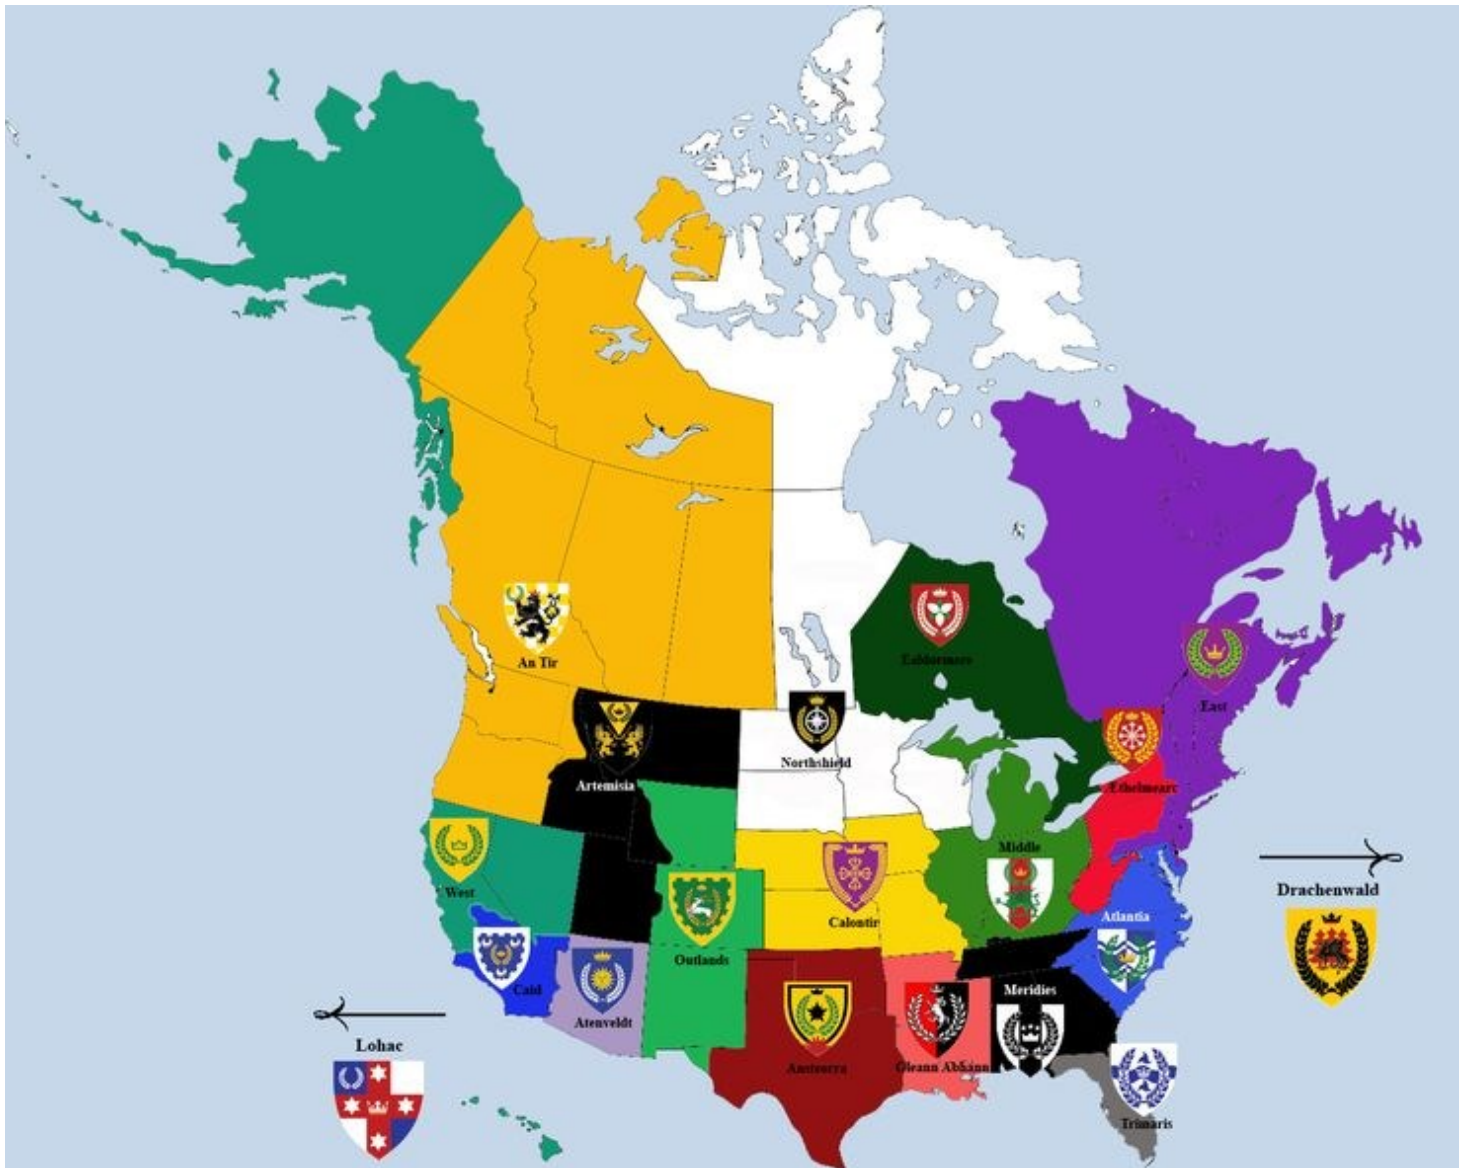 An Tir
Ealdormere
East
Northshield
Artemisia
Æthelmearc
Middle
West
Calontir
Drachenwald
Atlantia
Outlands
Caid
Meridies
Atenveldt
Lohac
Ansteorra
Gleann Abhann
Trimaris